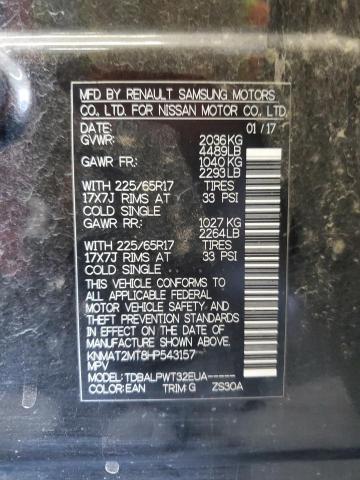 MFD BY RENAULT SAMSUNG MOTORS
CO., LTD. FOR NISSAN MOTOR CO., LTD.
DATE: 01/17
GVWR: 2036KG
4489LB
GAWR FR: 1040 KG
2293LB
WITH 225/65R17 TIRES
17X7J RIMS AT 33 PSI
COLD SINGLE
GAWR RR: 1027 KG
2264LB
WITH 225/65R17 TIRES
17X7J RIMS AT 33 PSI
COLD SINGLE
THIS VEHICLE CONFORMS TO
ALL APPLICABLE FEDERAL
MOTOR VEHICLE SAFETY AND
THEFT PREVENTION STANDARDS
IN EFFECT ON THE DATE OF
MANUFACTURE SHOWN ABOVE.
KNMAT2MT8HP543157
MPV
MODEL: TDBALPWT32EUA-----
COLOR:EAN TRIM:G ZS30A